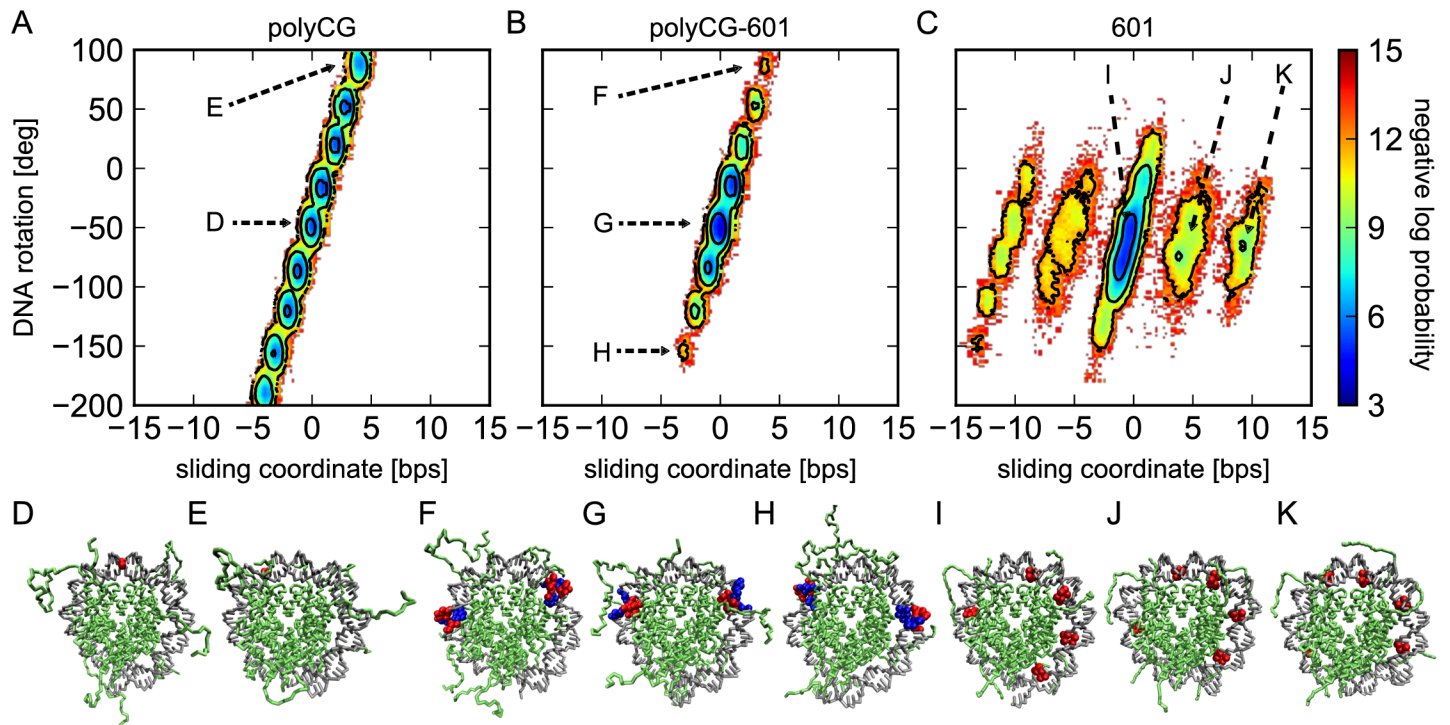 A polyCG
B polyCG-601
C 601
100
50
0
−50
−100
−150
−200
DNA rotation [deg]
E
D
F
G
H
I J K
−15 −10 −5 0 5 10 15
−15 −10 −5 0 5 10 15
−15 −10 −5 0 5 10 15
sliding coordinate [bps]
sliding coordinate [bps]
sliding coordinate [bps]
15
12
9
6
3
negative log probability
D E F G H I J K